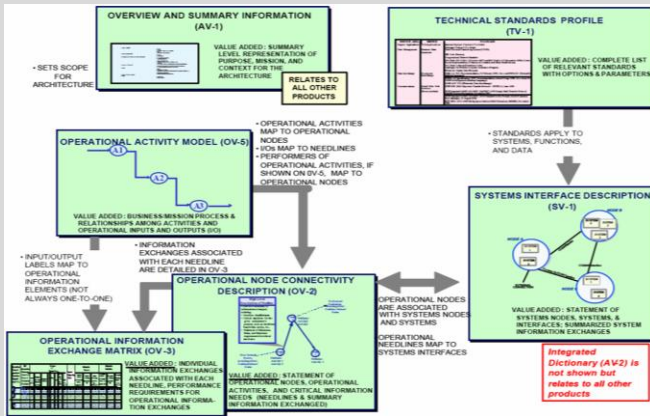 OVERVIEW AND SUMMARY INFORMATION
(AV-1)
VALUE ADDED: SUMMARY
LEVEL REPRESENTATION OF
PURPOSE, MISSION, AND
CONTEXT FOR THE
ARCHITECTURE
RELATES TO
ALL OTHER
PRODUCTS
• SETS SCOPE
FOR
ARCHITECTURE
TECHNICAL STANDARDS PROFILE
(TV-1)
VALUE ADDED: COMPLETE LIST
OF RELEVANT STANDARDS
WITH OPTIONS & PARAMETERS
• STANDARDS APPLY TO
SYSTEMS, FUNCTIONS,
AND DATA
OPERATIONAL ACTIVITY MODEL (OV-5)
A1
A2
A3
VALUE ADDED: BUSINESS/MISSION PROCESS &
RELATIONSHIPS AMONG ACTIVITIES AND
OPERATIONAL INPUTS AND OUTPUTS (I/O)
• OPERATIONAL ACTIVITIES
MAP TO OPERATIONAL
NODES
• I/Os MAP TO NEEDLINES
• PERFORMERS OF
OPERATIONAL ACTIVITIES, IF
SHOWN ON OV-5, MAP TO
OPERATIONAL NODES
SYSTEMS INTERFACE DESCRIPTION
(SV-1)
VALUE ADDED: STATEMENT OF
SYSTEMS NODES, SYSTEMS, &
INTERFACES; SUMMARIZED SYSTEM
INFORMATION EXCHANGES
• INPUT/OUTPUT
LABELS MAP TO
OPERATIONAL
INFORMATION
ELEMENTS (NOT
ALWAYS ONE-TO-ONE)
• INFORMATION
EXCHANGES ASSOCIATED
WITH EACH NEEDLINE
ARE DETAILED IN OV-3
OPERATIONAL NODE CONNECTIVITY
DESCRIPTION (OV-2)
VALUE ADDED: STATEMENT OF
OPERATIONAL NODES, OPERATIONAL
ACTIVITIES, AND CRITICAL INFORMATION
NEEDS (NEEDLINES & SUMMARY
INFORMATION EXCHANGED)
OPERATIONAL NODES
ARE ASSOCIATED
WITH SYSTEMS NODES
AND SYSTEMS
OPERATIONAL
NEEDLINES MAP TO
SYSTEMS INTERFACES
OPERATIONAL INFORMATION
EXCHANGE MATRIX (OV-3)
VALUE ADDED: INDIVIDUAL
INFORMATION EXCHANGES
ASSOCIATED WITH EACH
NEEDLINE, PERFORMANCE
REQUIREMENTS FOR
OPERATIONAL INFORMA-
TION EXCHANGES
Integrated
Dictionary (AV-2) is
not shown but
relates to all other
products